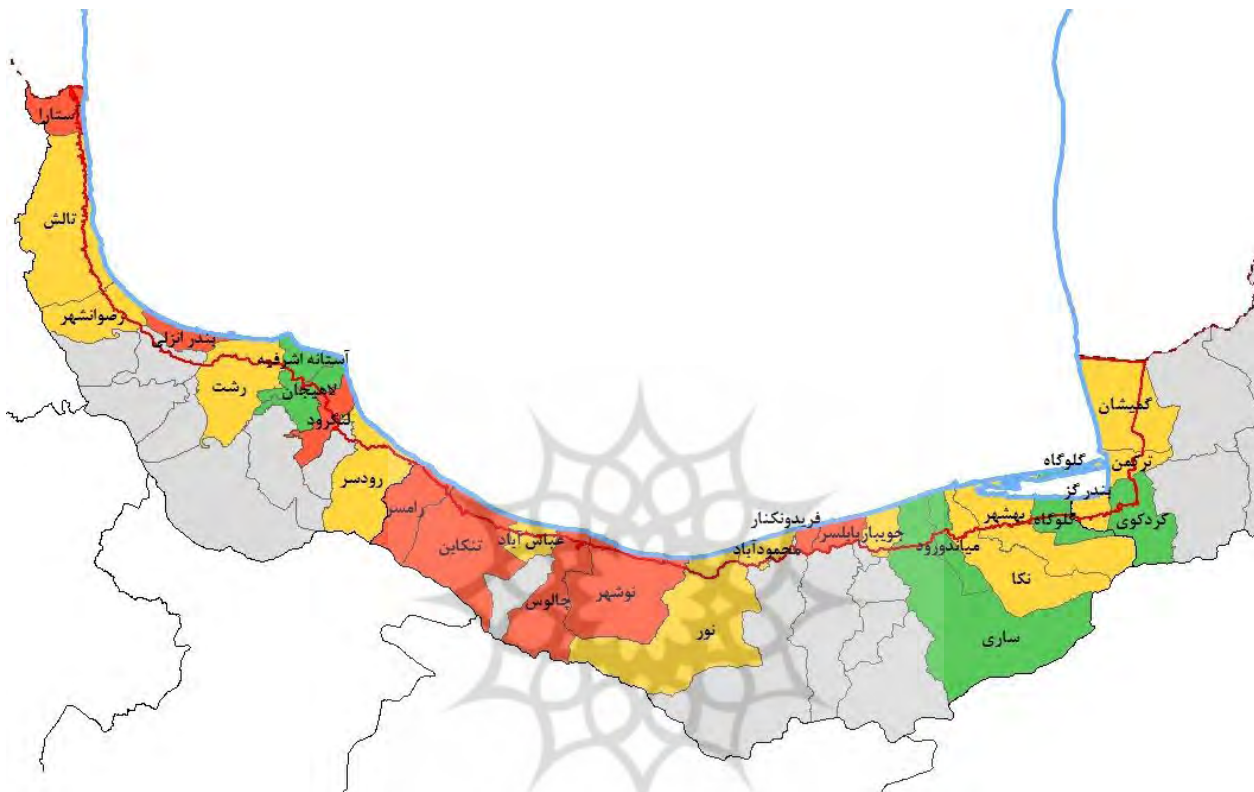 ستارا
تالش
رضوانشهر
بندر انزلی
آستانه اشرفیه
رشت
لاهیجان
لنگرود
رودسر
رامسر
تنکابن
عباس آباد
چالوس
نوشهر
نور
محمودآباد
فریدونکنار
بابلسر
جویبار
میاندورود
ساری
نکا
بهشهر
گلوگاه
گلوگاه
بندر گز
کردکوی
ترکمن
گمیشان